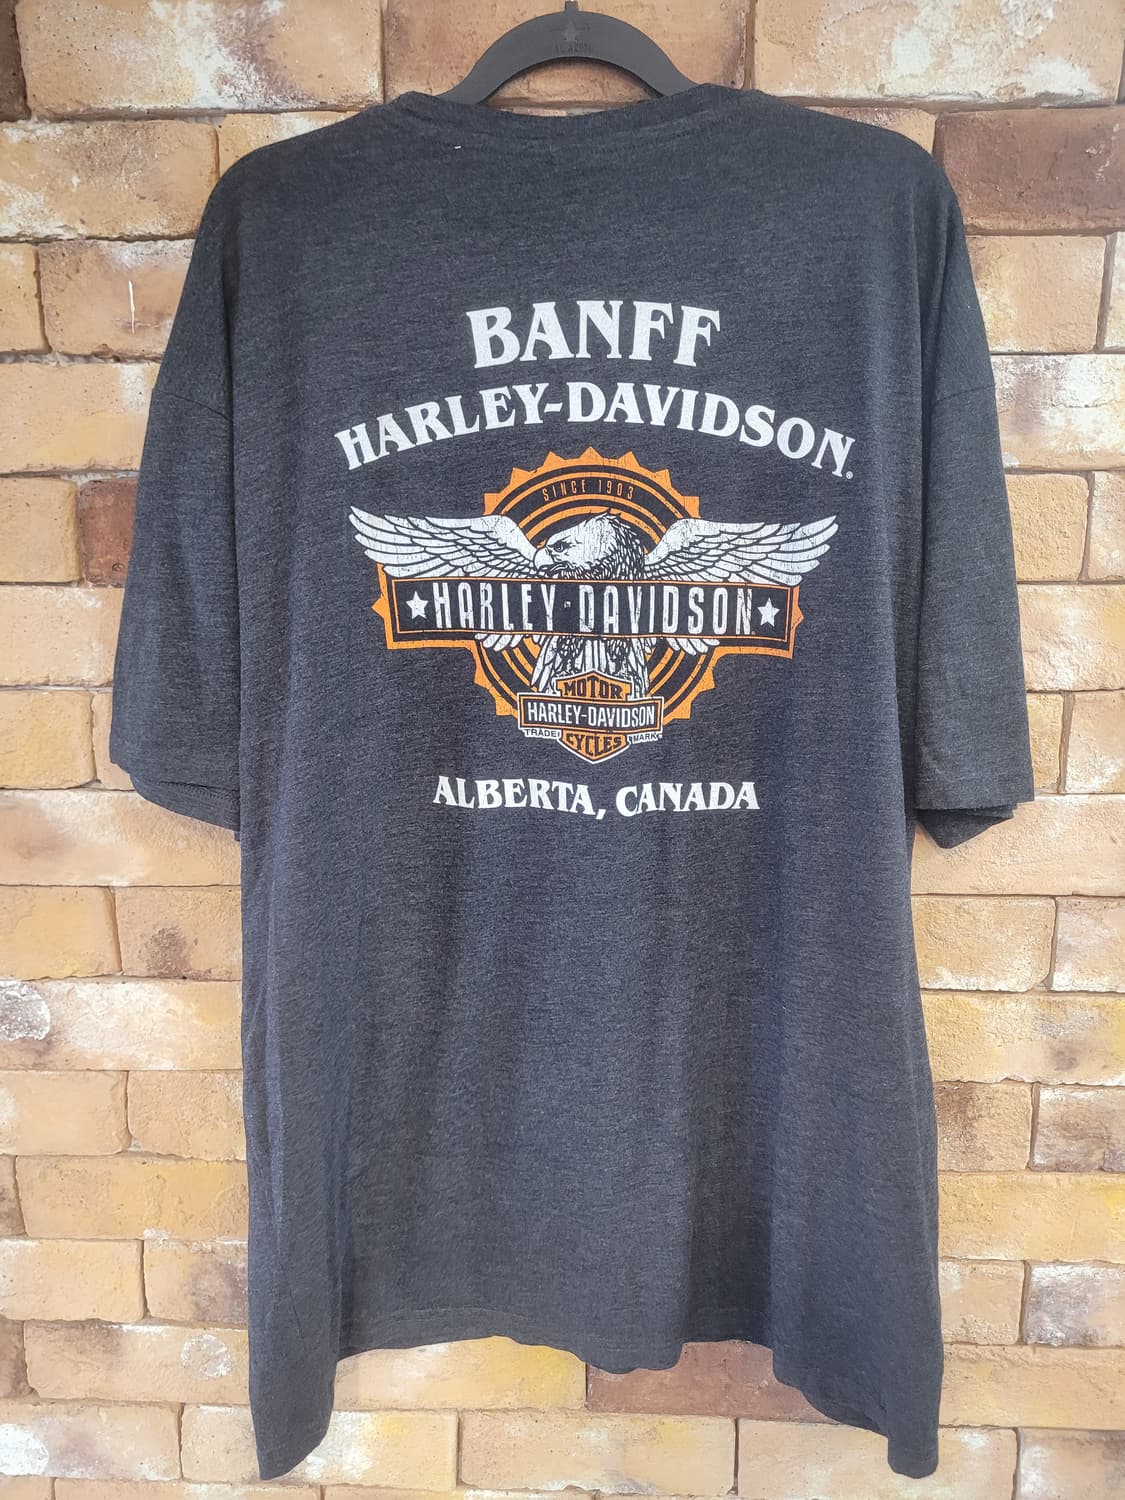 BANFF
HARLEY-DAVIDSON®
SINCE 1903
HARLEY-DAVIDSON
MOTOR
HARLEY-DAVIDSON
TRADE MARK
CYCLES
ALBERTA, CANADA